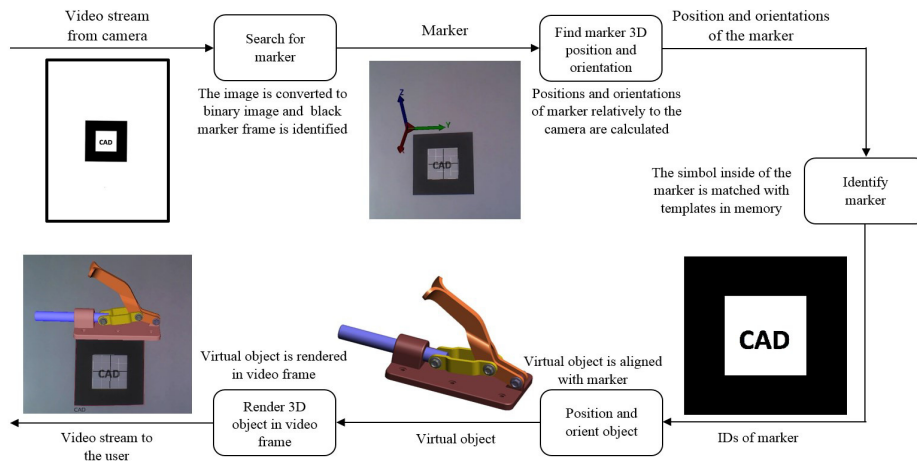 Video stream
from camera
Search for
marker
Marker
Find marker 3D
position and
orientation
Position and orientations
of the marker
The image is converted to
binary image and black
marker frame is identified
Positions and orientations
of marker relatively to
the camera are calculated
CAD
Z
Y
X
CAD
The simbol inside of the
marker is matched with
templates in memory
Identify
marker
CAD
CAD
CAD
Virtual object is rendered
in video frame
Virtual object is aligned
with marker
Render 3D
object in video
frame
Position and
orient object
Video stream to
the user
Virtual object
IDs of marker